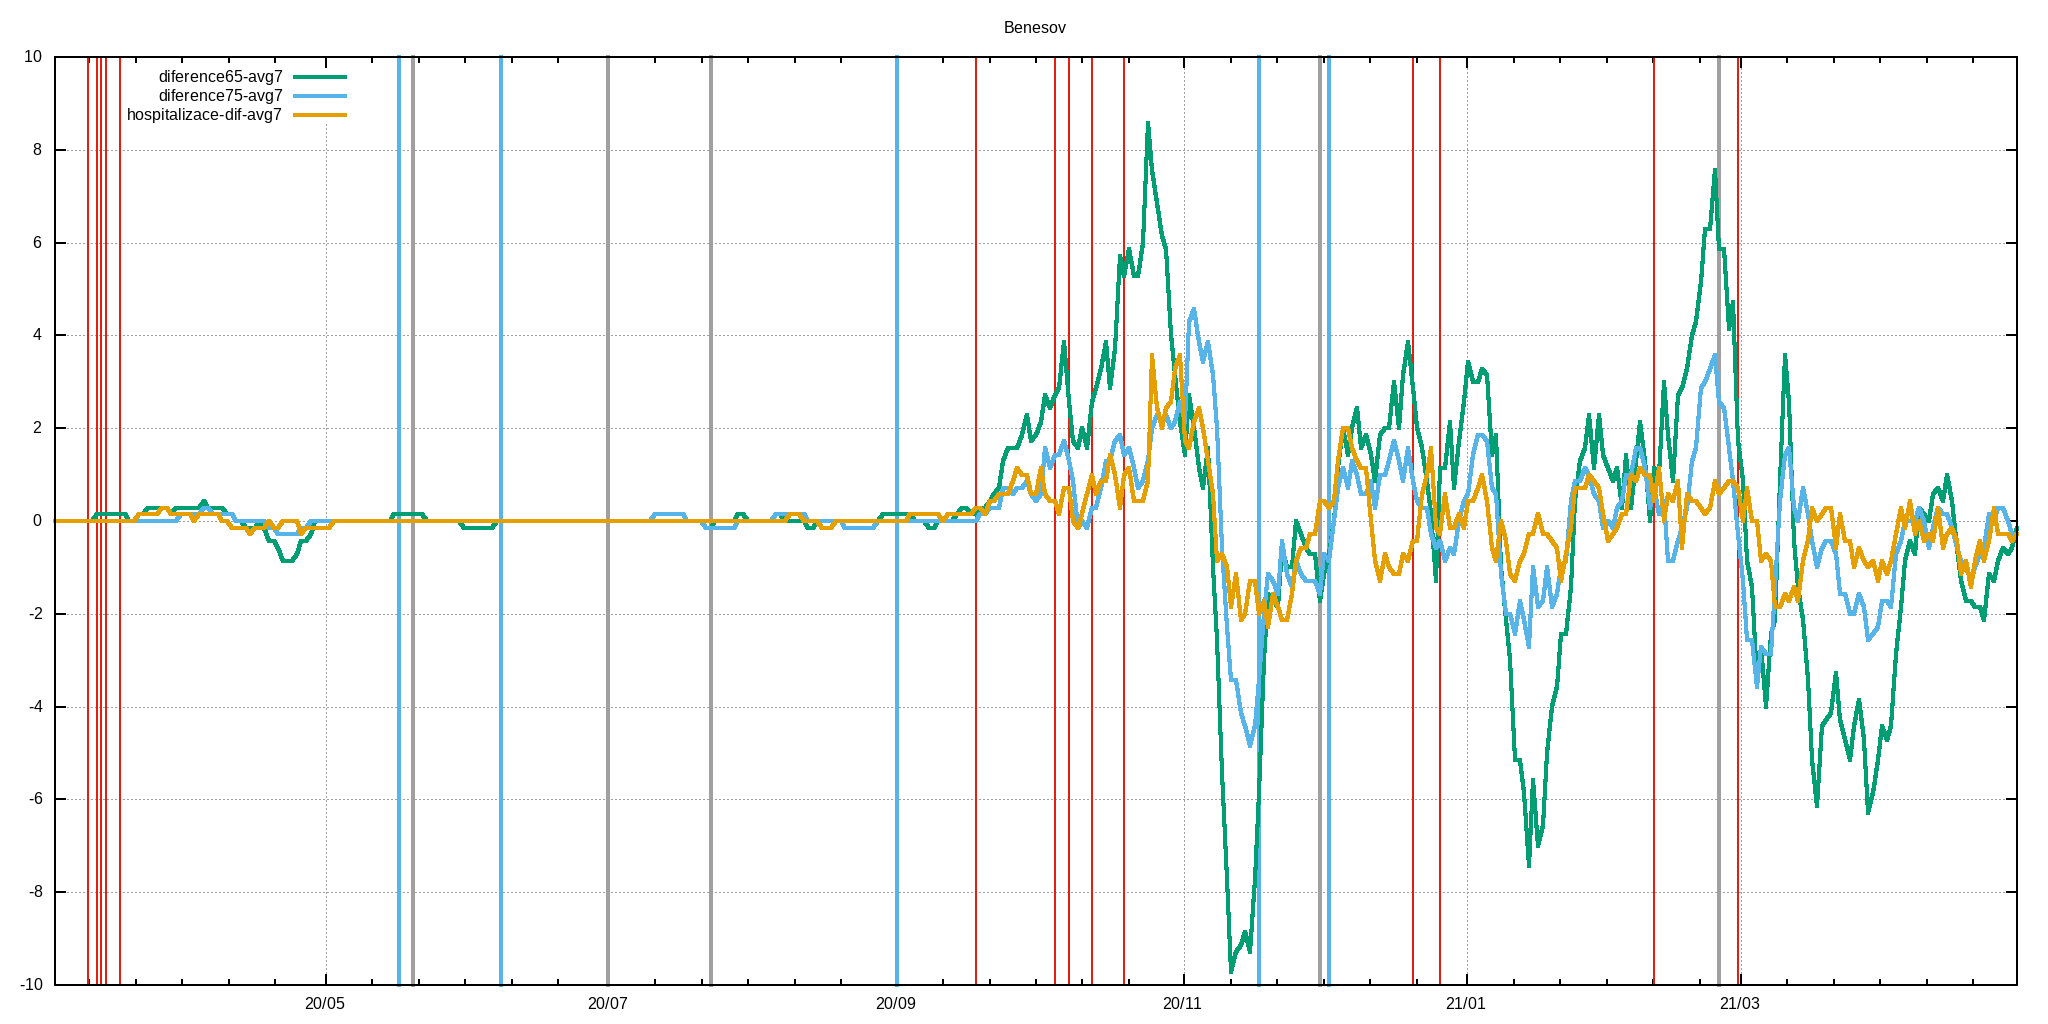 Benesov
diference65-avg7
diference75-avg7
hospitalizace-dif-avg7
10
8
6
4
2
0
-2
-4
-6
-8
-10
20/05 20/07 20/09 20/11 21/01 21/03